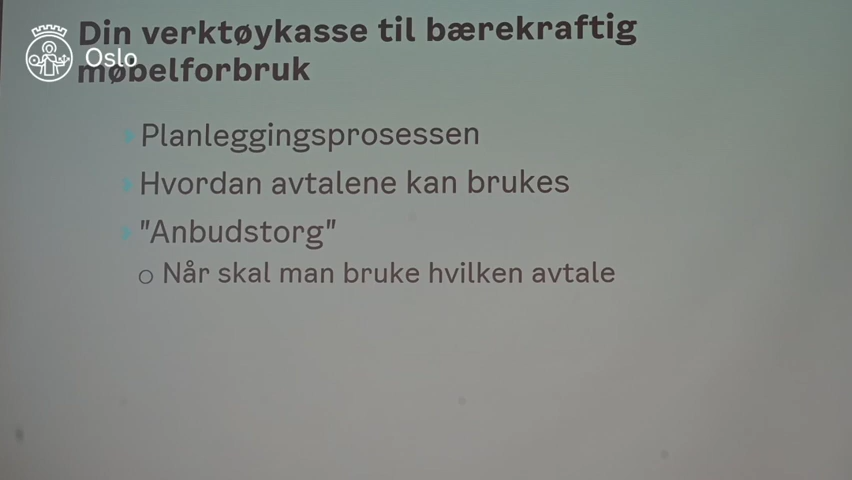 Din verktøykasse til bærekraftig
møbelforbruk
Oslo
Planleggingsprosessen
Hvordan avtalene kan brukes
"Anbudstorg"
o Når skal man bruke hvilken avtale